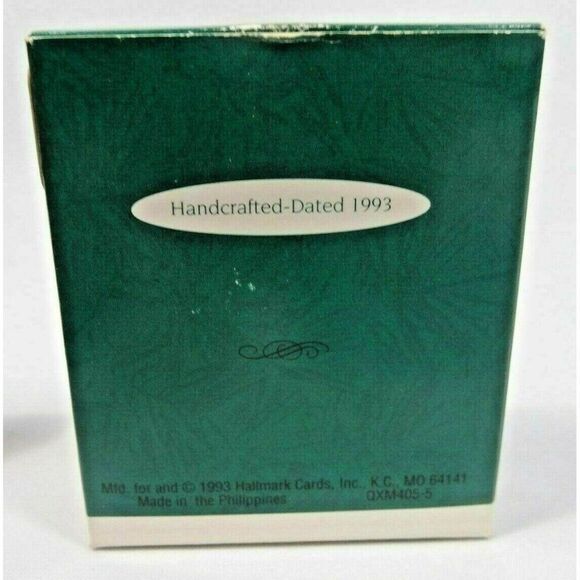 Handcrafted-Dated 1993
Mfd. for and © 1993 Hallmark Cards, Inc., K.C., MO 64141
Made in the Philippines QXM405-5